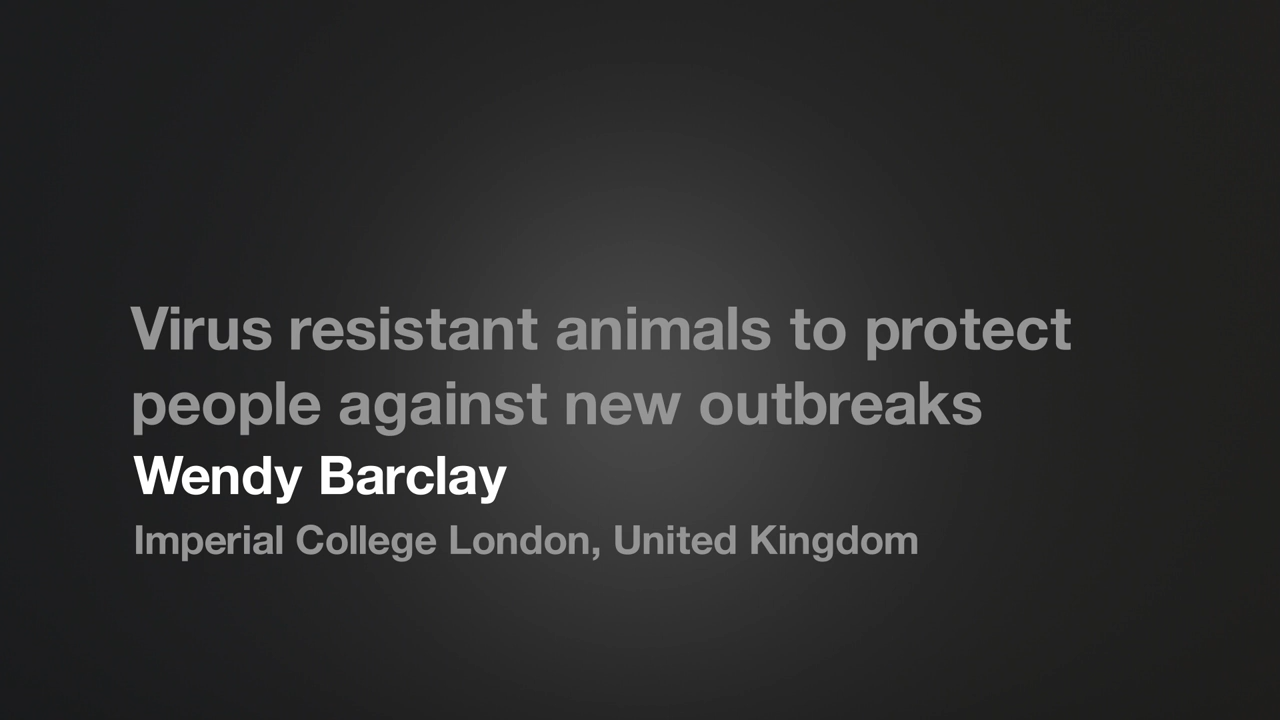 Virus resistant animals to protect
people against new outbreaks
Wendy Barclay
Imperial College London, United Kingdom